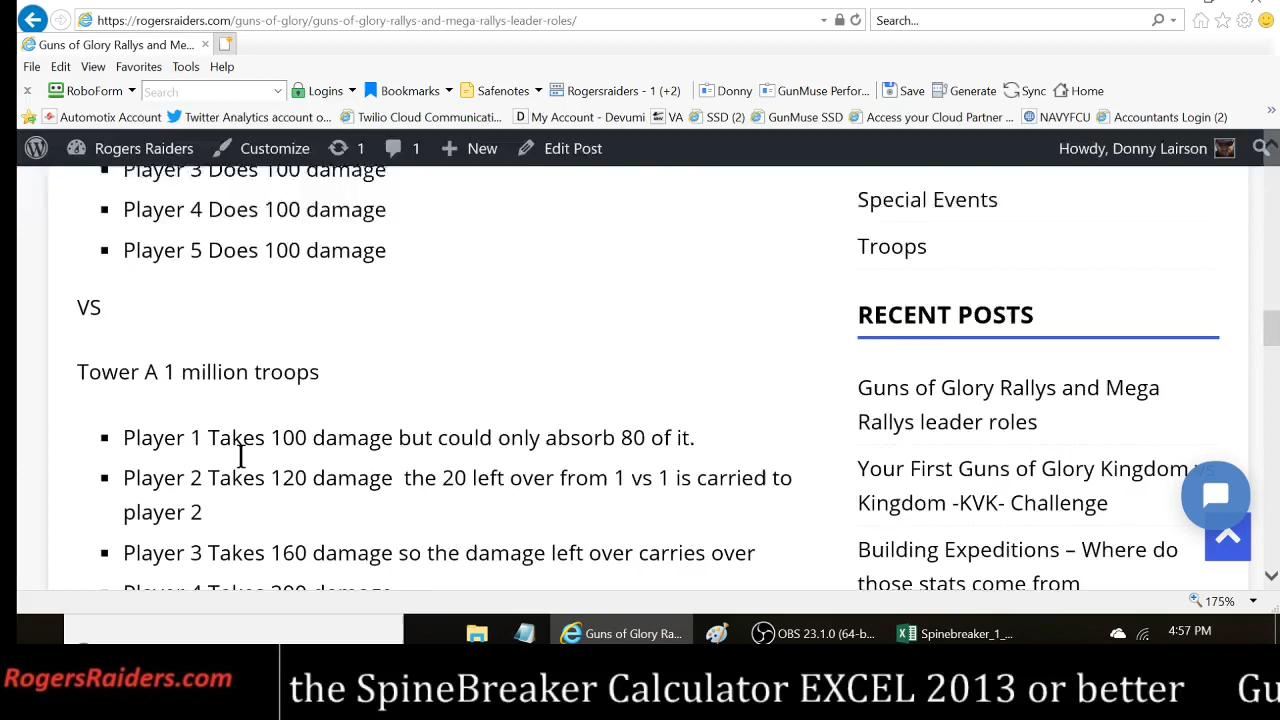 https://rogersraiders.com/guns-of-glory/guns-of-glory-rallys-and-mega-rallys-leader-roles/
Search...
Guns of Glory Rallys and Me...
File Edit View Favorites Tools Help
RoboForm Search Logins Bookmarks Safenotes Rogersraiders - 1 (+2) Donny GunMuse Perfor... Save Generate Sync Home
Automotix Account Twitter Analytics account o... Twilio Cloud Communicati... My Account - Devumi VA SSD (2) GunMuse SSD Access your Cloud Partner ... NAVYFCU Accountants Login (2)
Rogers Raiders Customize 1 1 New Edit Post Howdy, Donny Lairson
Player 3 Does 100 damage
Player 4 Does 100 damage
Player 5 Does 100 damage
VS
Tower A 1 million troops
Player 1 Takes 100 damage but could only absorb 80 of it.
Player 2 Takes 120 damage the 20 left over from 1 vs 1 is carried to
player 2
Player 3 Takes 160 damage so the damage left over carries over
Player 4 Takes 200 damage
Special Events
Troops
RECENT POSTS
Guns of Glory Rallys and Mega
Rallys leader roles
Your First Guns of Glory Kingdom vs
Kingdom -KVK- Challenge
Building Expeditions – Where do
those stats come from
175%
Guns of Glory Ra... OBS 23.1.0 (64-b... Spinebreaker_1_... 4:57 PM
RogersRaiders.com the SpineBreaker Calculator EXCEL 2013 or better Gu